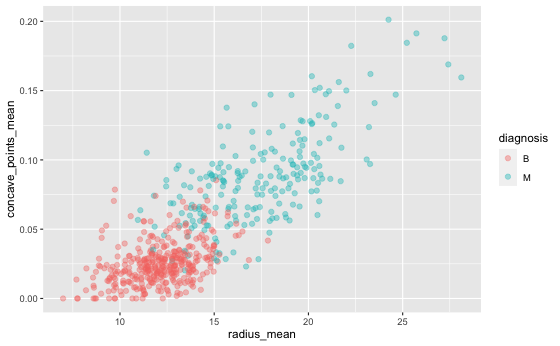 0.20
0.15
0.10
0.05
0.00
concave_points_mean
10 15 20 25
radius_mean
diagnosis
B
M